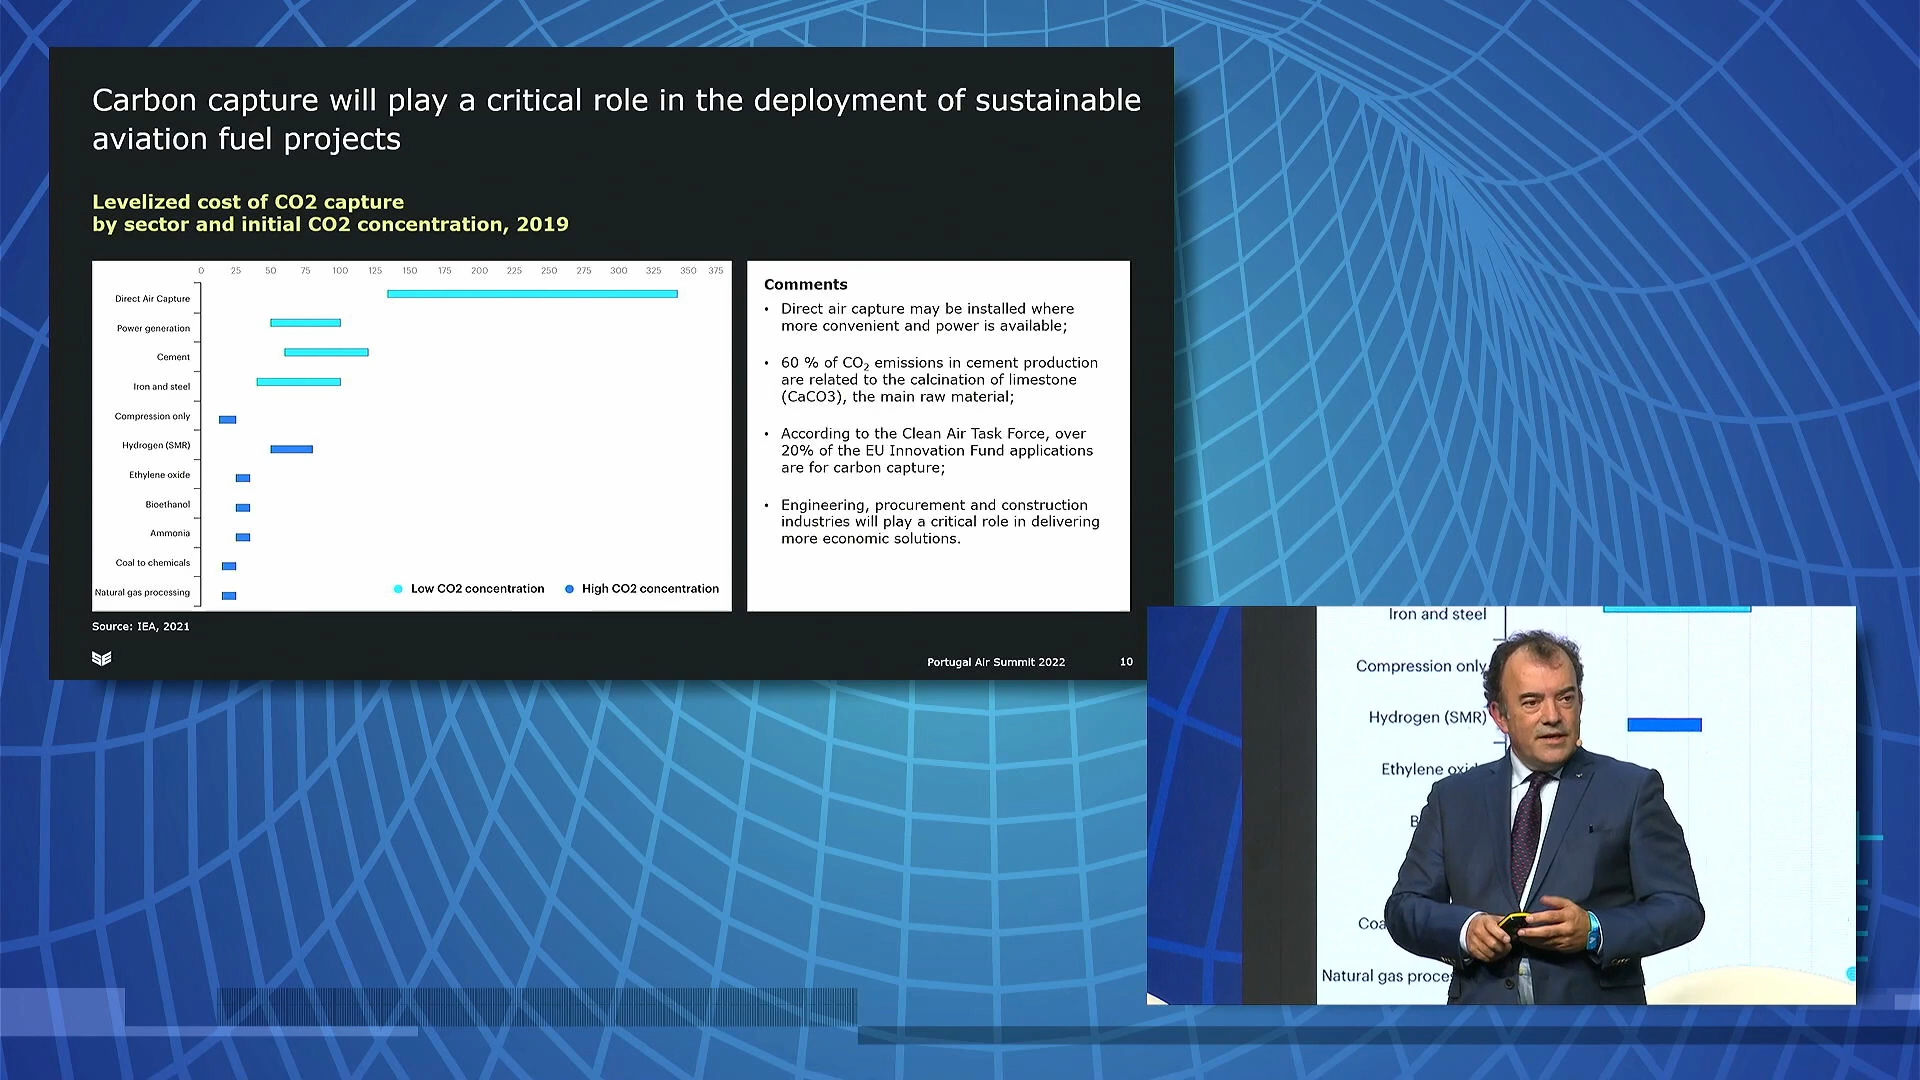 Carbon capture will play a critical role in the deployment of sustainable
aviation fuel projects
Levelized cost of CO2 capture
by sector and initial CO2 concentration, 2019
0 25 50 75 100 125 150 175 200 225 250 275 300 325 350 375
Direct Air Capture
Power generation
Cement
Iron and steel
Compression only
Hydrogen (SMR)
Ethylene oxide
Bioethanol
Ammonia
Coal to chemicals
Natural gas processing
Low CO2 concentration High CO2 concentration
Comments
• Direct air capture may be installed where
more convenient and power is available;
• 60 % of CO₂ emissions in cement production
are related to the calcination of limestone
(CaCO3), the main raw material;
• According to the Clean Air Task Force, over
20% of the EU Innovation Fund applications
are for carbon capture;
• Engineering, procurement and construction
industries will play a critical role in delivering
more economic solutions.
Source: IEA, 2021
Portugal Air Summit 2022 10
Iron and steel
Compression only
Hydrogen (SMR)
Ethylene oxi
B
Coa
Natural gas proce